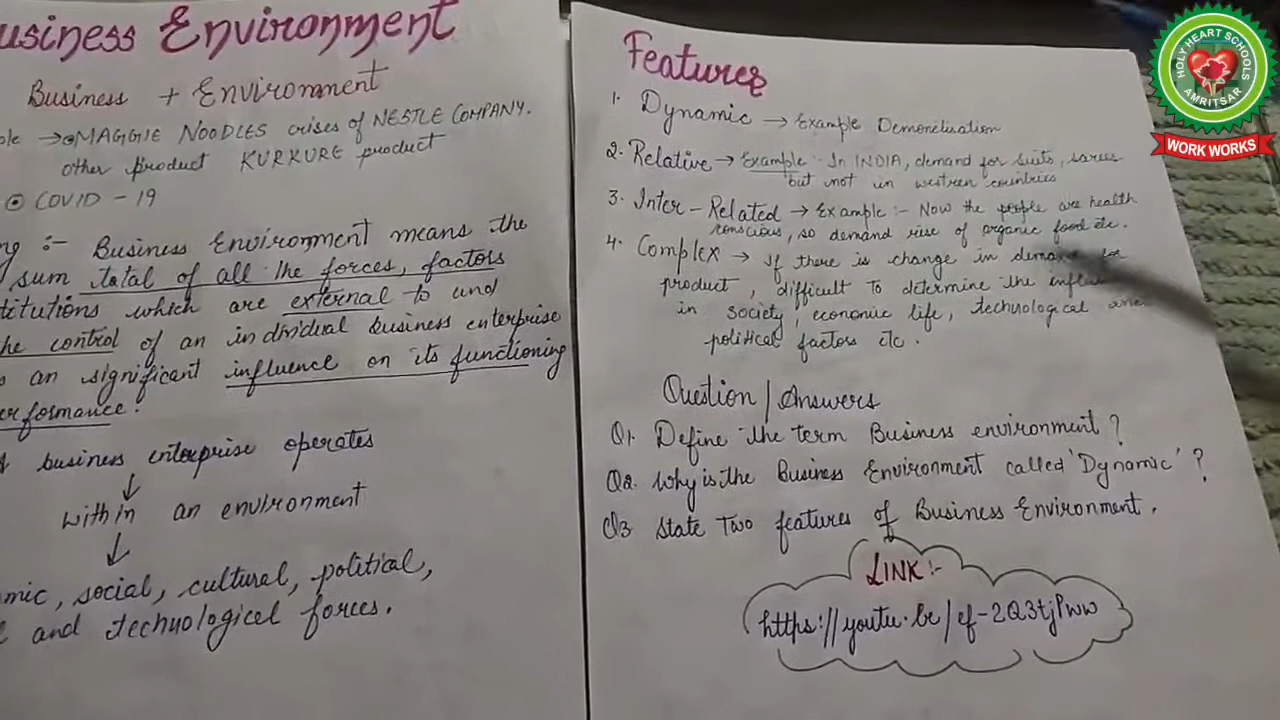 usiness Environment
Business + Environment
ple → ⊙ MAGGIE NOODLES crises of NESTLE COMPANY.
other product KURKURE product
⊙ COVID - 19
ng :- Business Environment means the
sum total of all the forces, factors
titutions which are external to and
he control of an individual business enterprise
an significant influence on its functioning
erformance.
business enterprise operates
↓
within an environment
↓
mic, social, cultural, political,
and technological forces.
Features
1. Dynamic → Example Demonetisation
2. Relative → Example :- In INDIA, demand for suits, sarees
but not in westren countries
3. Inter-Related → Example :- Now the people are health
conscious, so demand rise of organic food etc.
4. Complex → if there is change in demand for
product, difficult to determine the influ
in society, economic life, technological and
political factors etc.
Question/Answers
Q1. Define the term Business environment?
Q2. Why is the Business Environment called 'Dynamic'?
Q3 State Two features of Business Environment.
LINK :-
https://youtu.be/ef-2Q3tjPww
HOLY HEART SCHOOLS
AMRITSAR
WORK WORKS